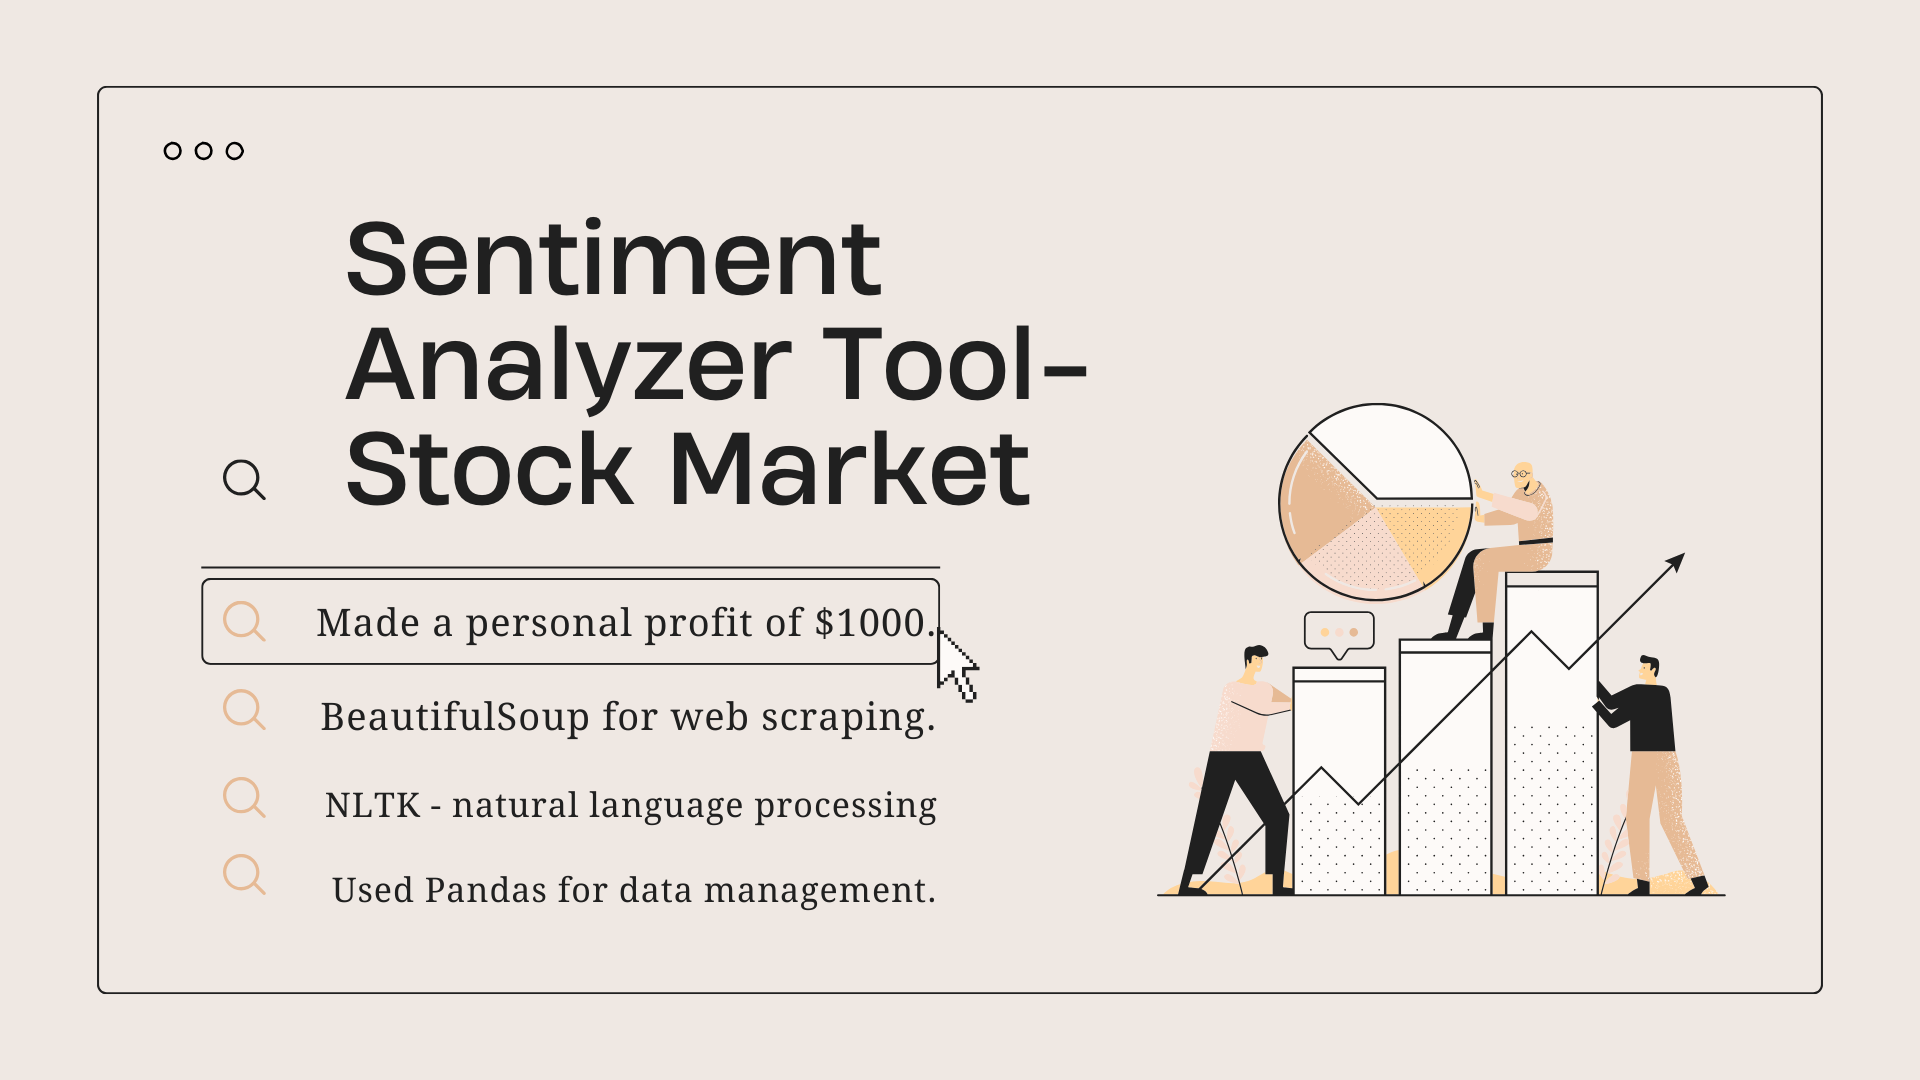 Sentiment
Analyzer Tool-
Stock Market
Made a personal profit of $1000.
BeautifulSoup for web scraping.
NLTK - natural language processing
Used Pandas for data management.